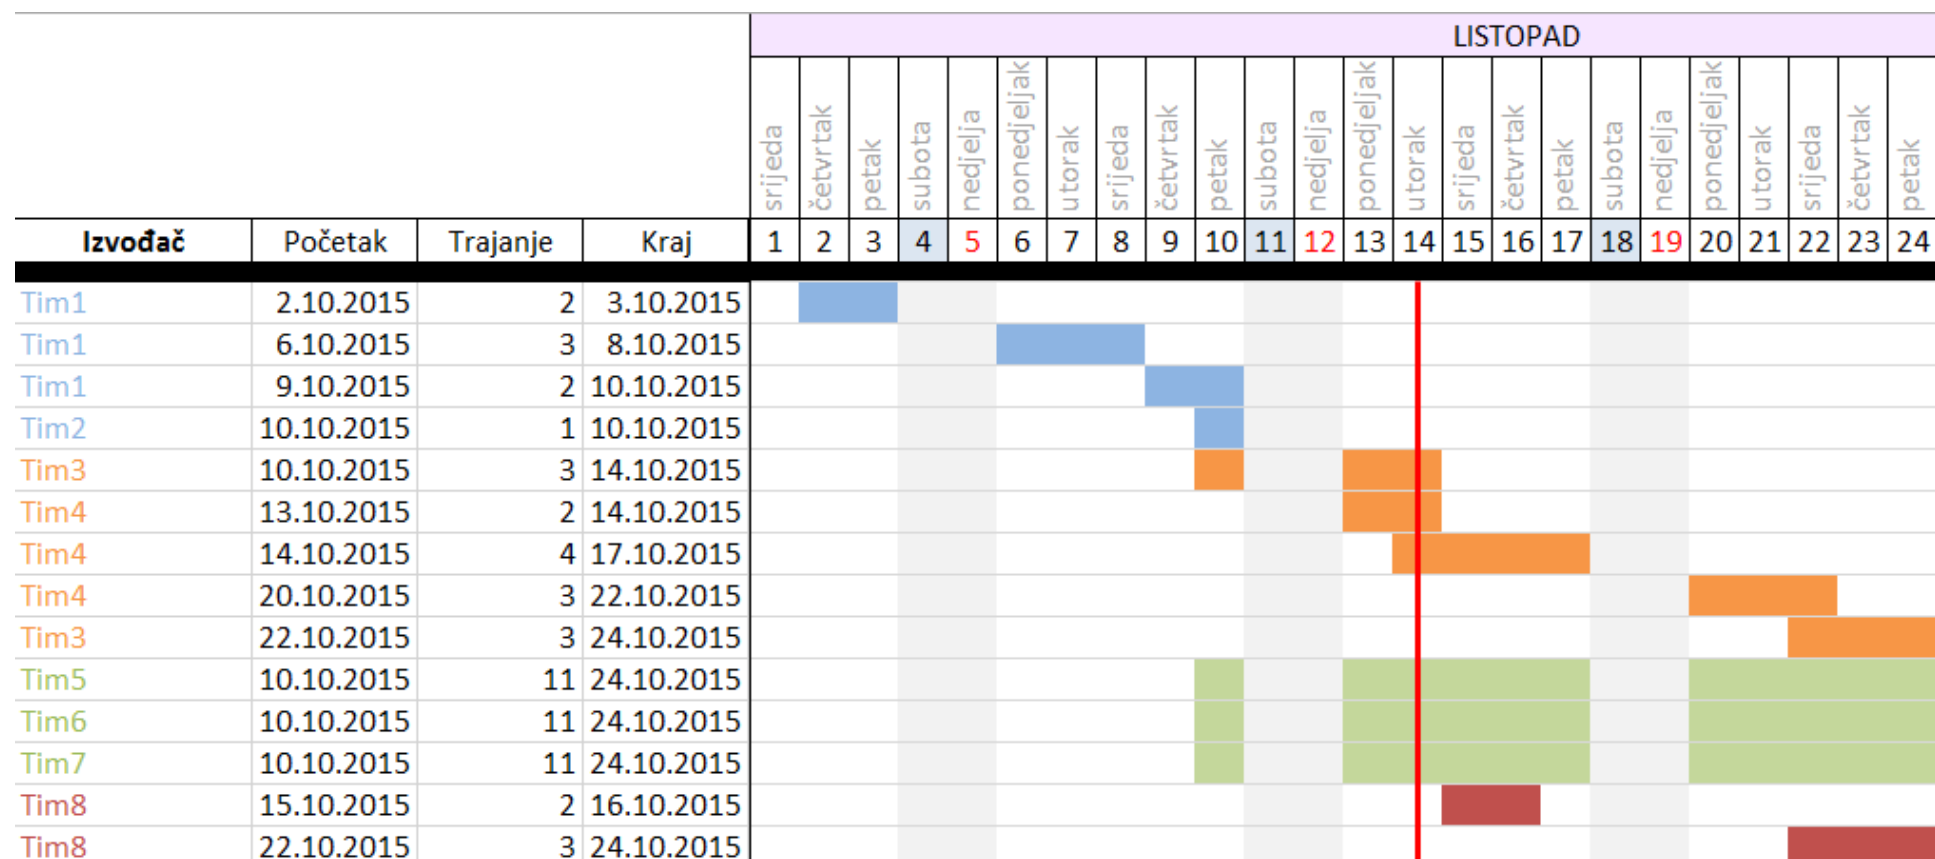 LISTOPAD
srijeda četvrtak petak subota nedjelja ponedjeljak utorak srijeda četvrtak petak subota nedjelja ponedjeljak utorak srijeda četvrtak petak subota nedjelja ponedjeljak utorak srijeda četvrtak petak
Izvođač Početak Trajanje Kraj 1 2 3 4 5 6 7 8 9 10 11 12 13 14 15 16 17 18 19 20 21 22 23 24
Tim1 2.10.2015 2 3.10.2015
Tim1 6.10.2015 3 8.10.2015
Tim1 9.10.2015 2 10.10.2015
Tim2 10.10.2015 1 10.10.2015
Tim3 10.10.2015 3 14.10.2015
Tim4 13.10.2015 2 14.10.2015
Tim4 14.10.2015 4 17.10.2015
Tim4 20.10.2015 3 22.10.2015
Tim3 22.10.2015 3 24.10.2015
Tim5 10.10.2015 11 24.10.2015
Tim6 10.10.2015 11 24.10.2015
Tim7 10.10.2015 11 24.10.2015
Tim8 15.10.2015 2 16.10.2015
Tim8 22.10.2015 3 24.10.2015